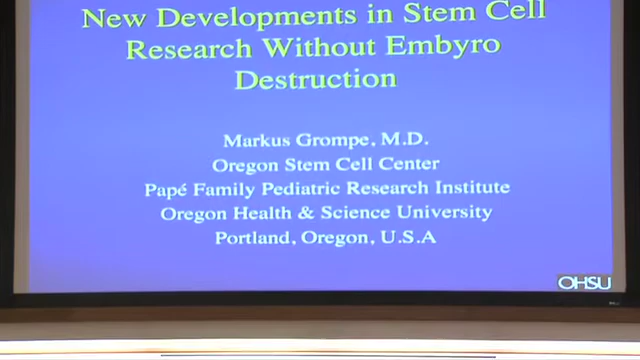 New Developments in Stem Cell
Research Without Embyro
Destruction
Markus Grompe, M.D.
Oregon Stem Cell Center
Papé Family Pediatric Research Institute
Oregon Health & Science University
Portland, Oregon, U.S.A
OHSU